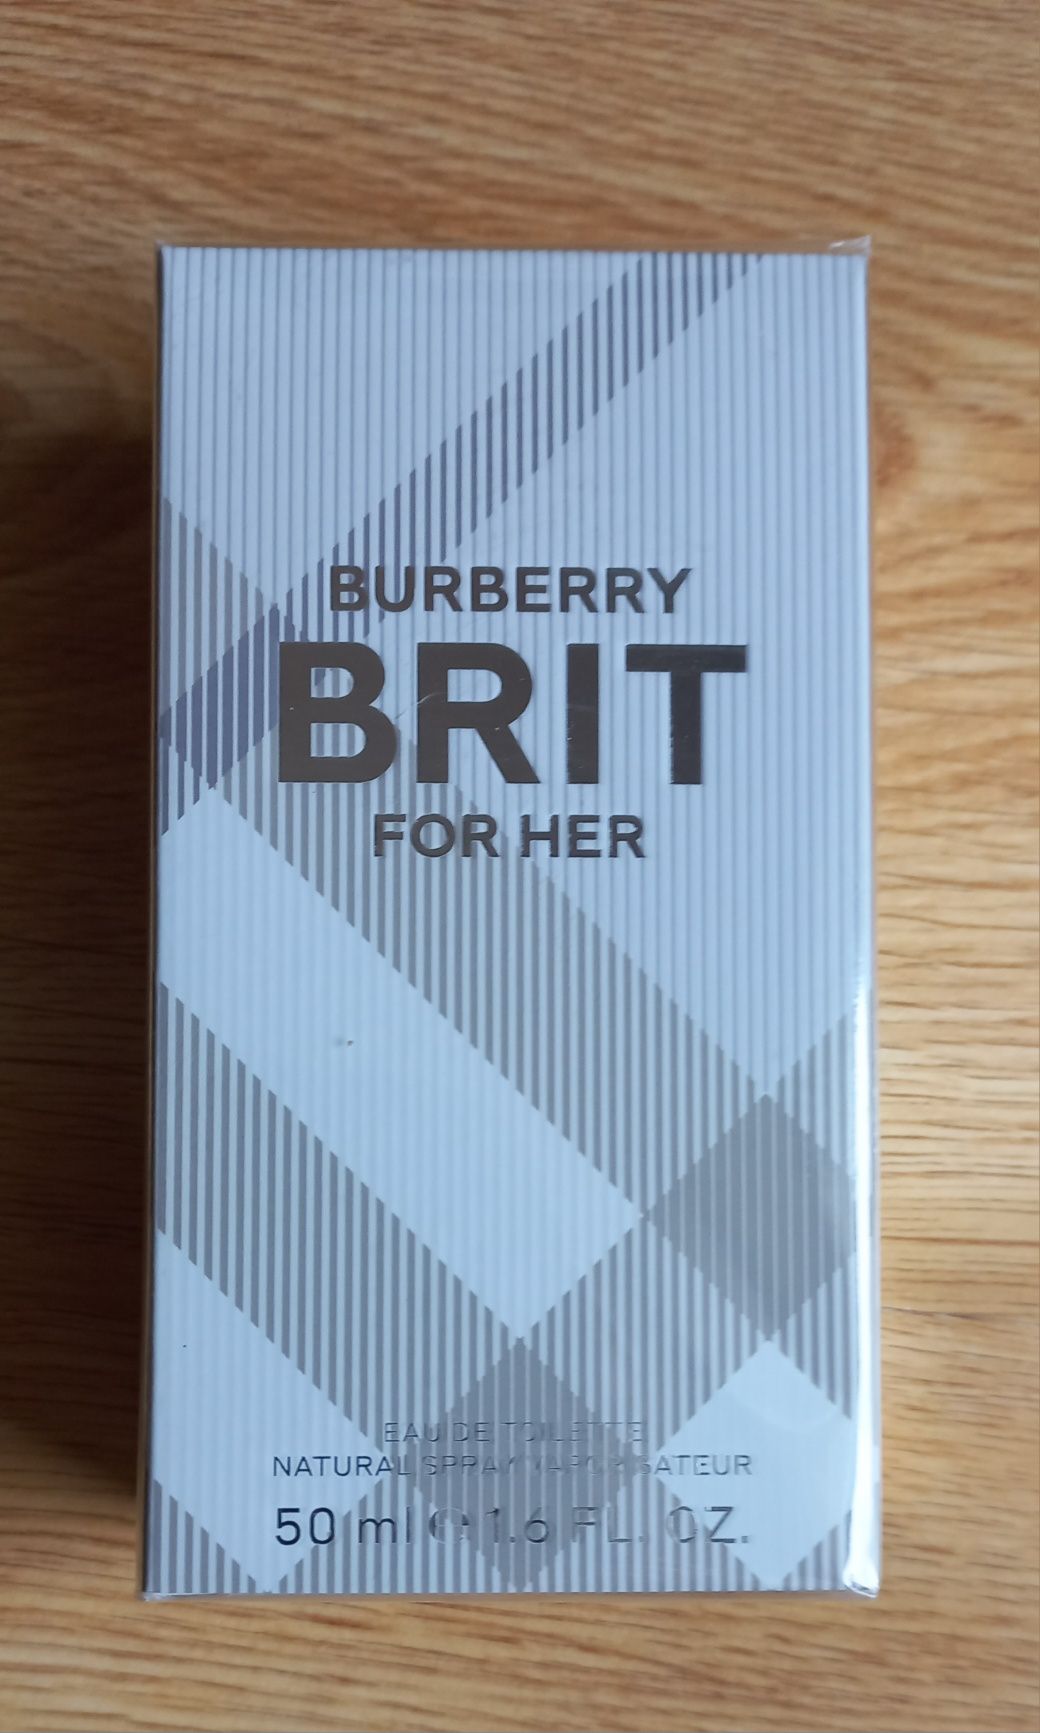 BURBERRY
BRIT
FOR HER
EAU DE TOILETTE
NATURAL SPRAY VAPORISATEUR
50 ml ℮ 1.6 FL. OZ.